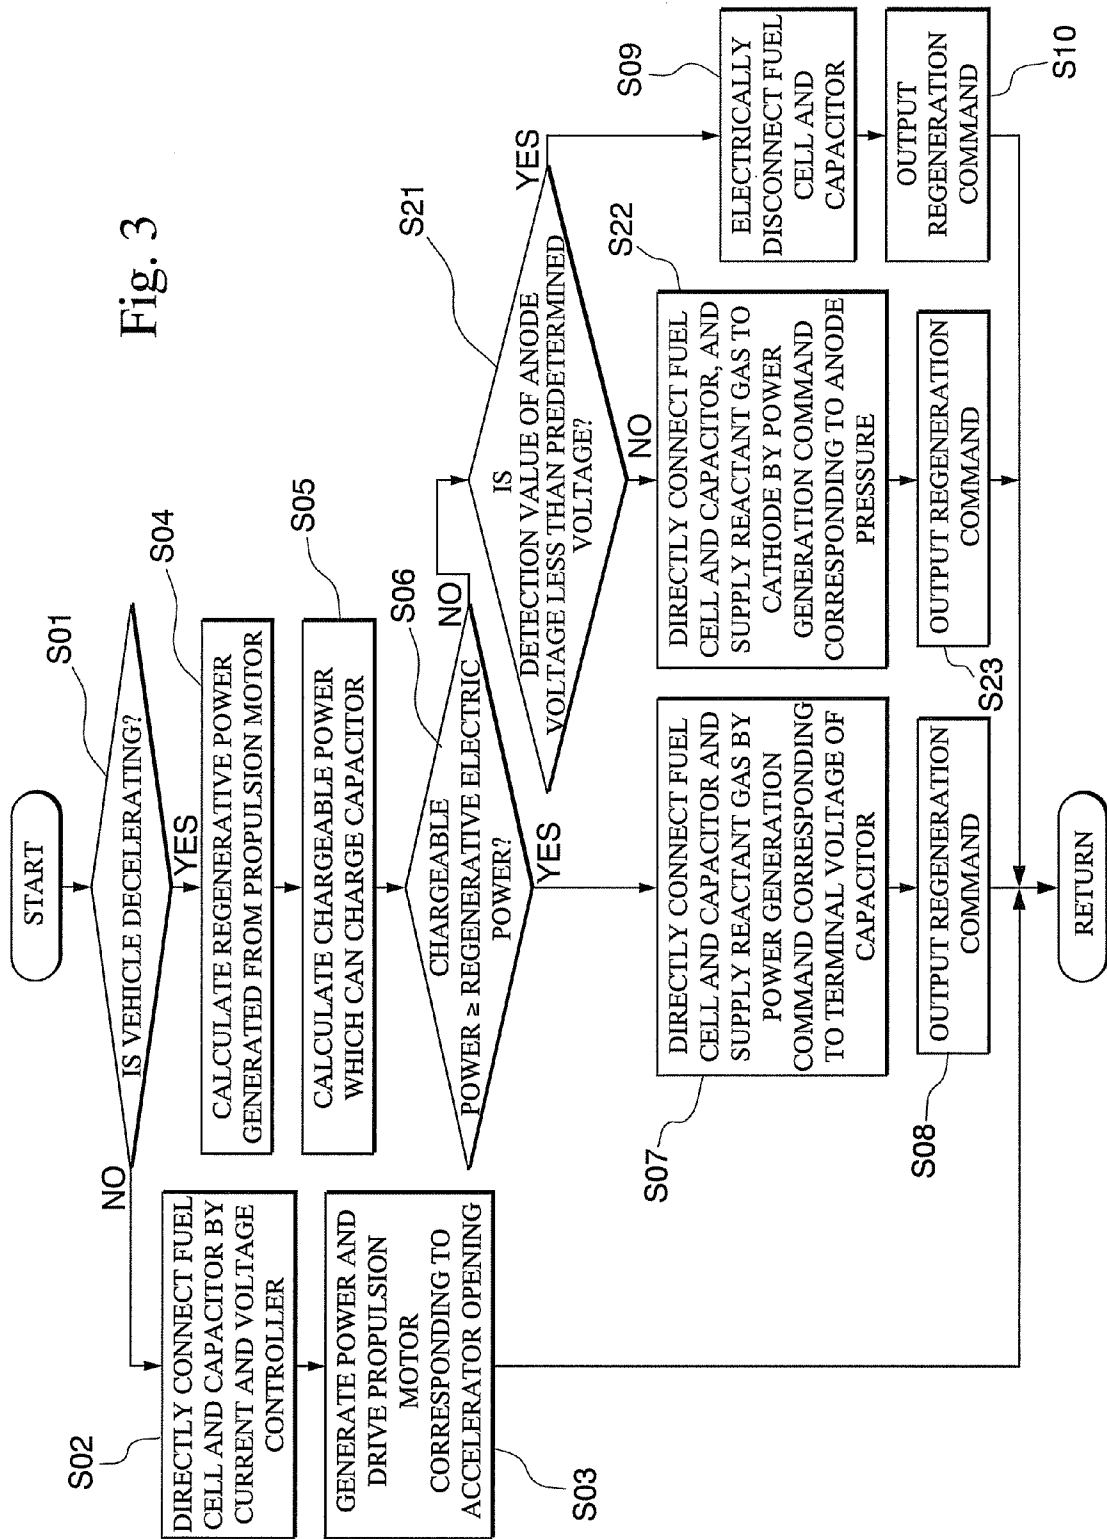 Fig. 3
START
S01
IS VEHICLE DECELERATING?
NO
YES
S02
DIRECTLY CONNECT FUEL
CELL AND CAPACITOR BY
CURRENT AND VOLTAGE
CONTROLLER
S03
GENERATE POWER AND
DRIVE PROPULSION
MOTOR
CORRESPONDING TO
ACCELERATOR OPENING
S04
CALCULATE REGENERATIVE POWER
GENERATED FROM PROPULSION MOTOR
S05
CALCULATE CHARGEABLE POWER
WHICH CAN CHARGE CAPACITOR
S06
CHARGEABLE
POWER ≥ REGENERATIVE ELECTRIC
POWER?
NO
YES
S07
DIRECTLY CONNECT FUEL
CELL AND CAPACITOR AND
SUPPLY REACTANT GAS BY
POWER GENERATION
COMMAND CORRESPONDING
TO TERMINAL VOLTAGE OF
CAPACITOR
S08
OUTPUT REGENERATION
COMMAND
S21
IS
DETECTION VALUE OF ANODE
VOLTAGE LESS THAN PREDETERMINED
VOLTAGE?
YES
NO
S22
DIRECTLY CONNECT FUEL
CELL AND CAPACITOR, AND
SUPPLY REACTANT GAS TO
CATHODE BY POWER
GENERATION COMMAND
CORRESPONDING TO ANODE
PRESSURE
S23
OUTPUT REGENERATION
COMMAND
S09
ELECTRICALLY
DISCONNECT FUEL
CELL AND
CAPACITOR
S10
OUTPUT
REGENERATION
COMMAND
RETURN